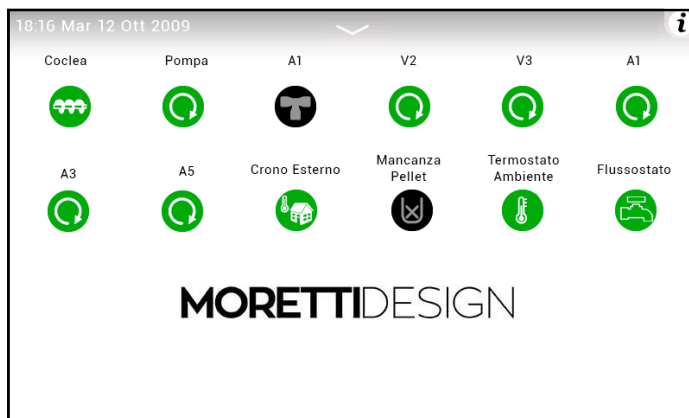 18:16 Mar 12 Ott 2009
i
Coclea Pompa A1 V2 V3 A1
A3 A5 Crono Esterno Mancanza Pellet Termostato Ambiente Flussostato
MORETTIDESIGN